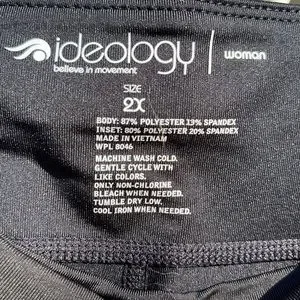 ideology | woman
believe in movement
SIZE
2X
BODY: 87% POLYESTER 13% SPANDEX
INSET: 80% POLYESTER 20% SPANDEX
MADE IN VIETNAM
WPL 8046
MACHINE WASH COLD.
GENTLE CYCLE WITH
LIKE COLORS.
ONLY NON-CHLORINE
BLEACH WHEN NEEDED.
TUMBLE DRY LOW.
COOL IRON WHEN NEEDED.